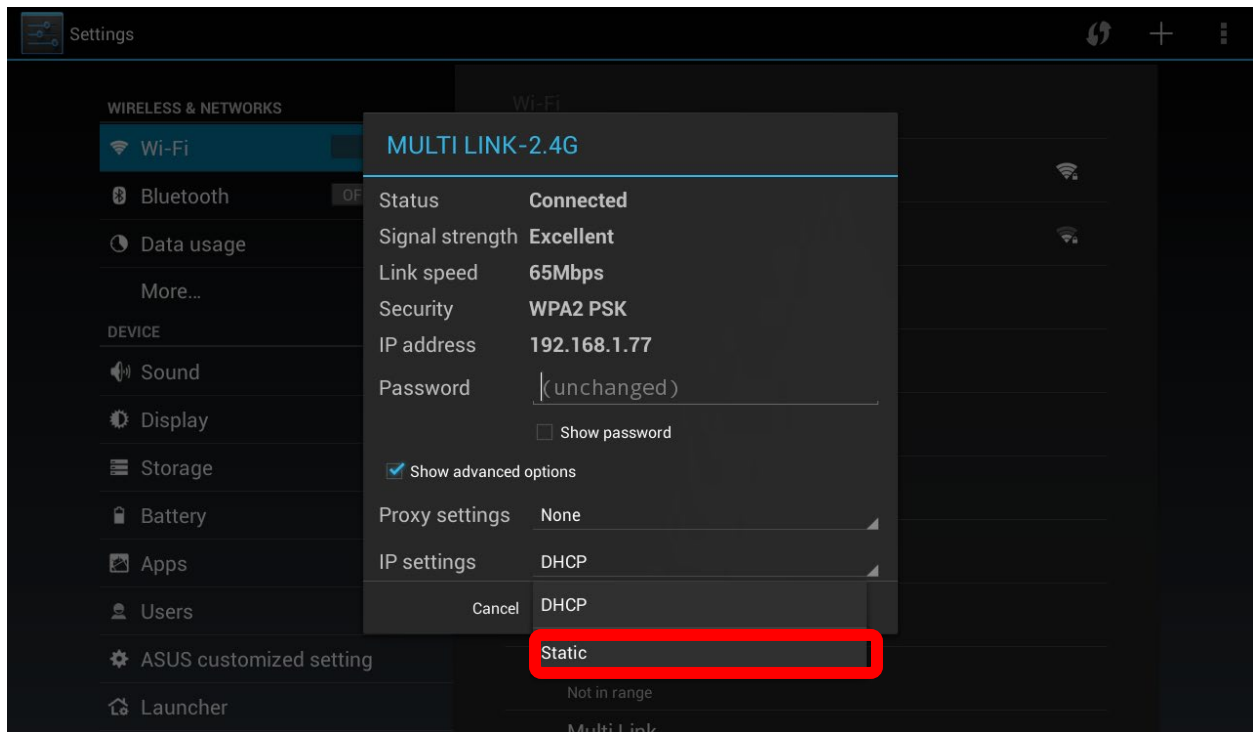 Settings
WIRELESS & NETWORKS
Wi-Fi
Bluetooth OF
Data usage
More...
DEVICE
Sound
Display
Storage
Battery
Apps
Users
ASUS customized setting
Launcher
Wi-Fi
MULTI LINK-2.4G
Status Connected
Signal strength Excellent
Link speed 65Mbps
Security WPA2 PSK
IP address 192.168.1.77
Password (unchanged)
Show password
Show advanced options
Proxy settings None
IP settings DHCP
Cancel DHCP
Static
Not in range
Multi Link